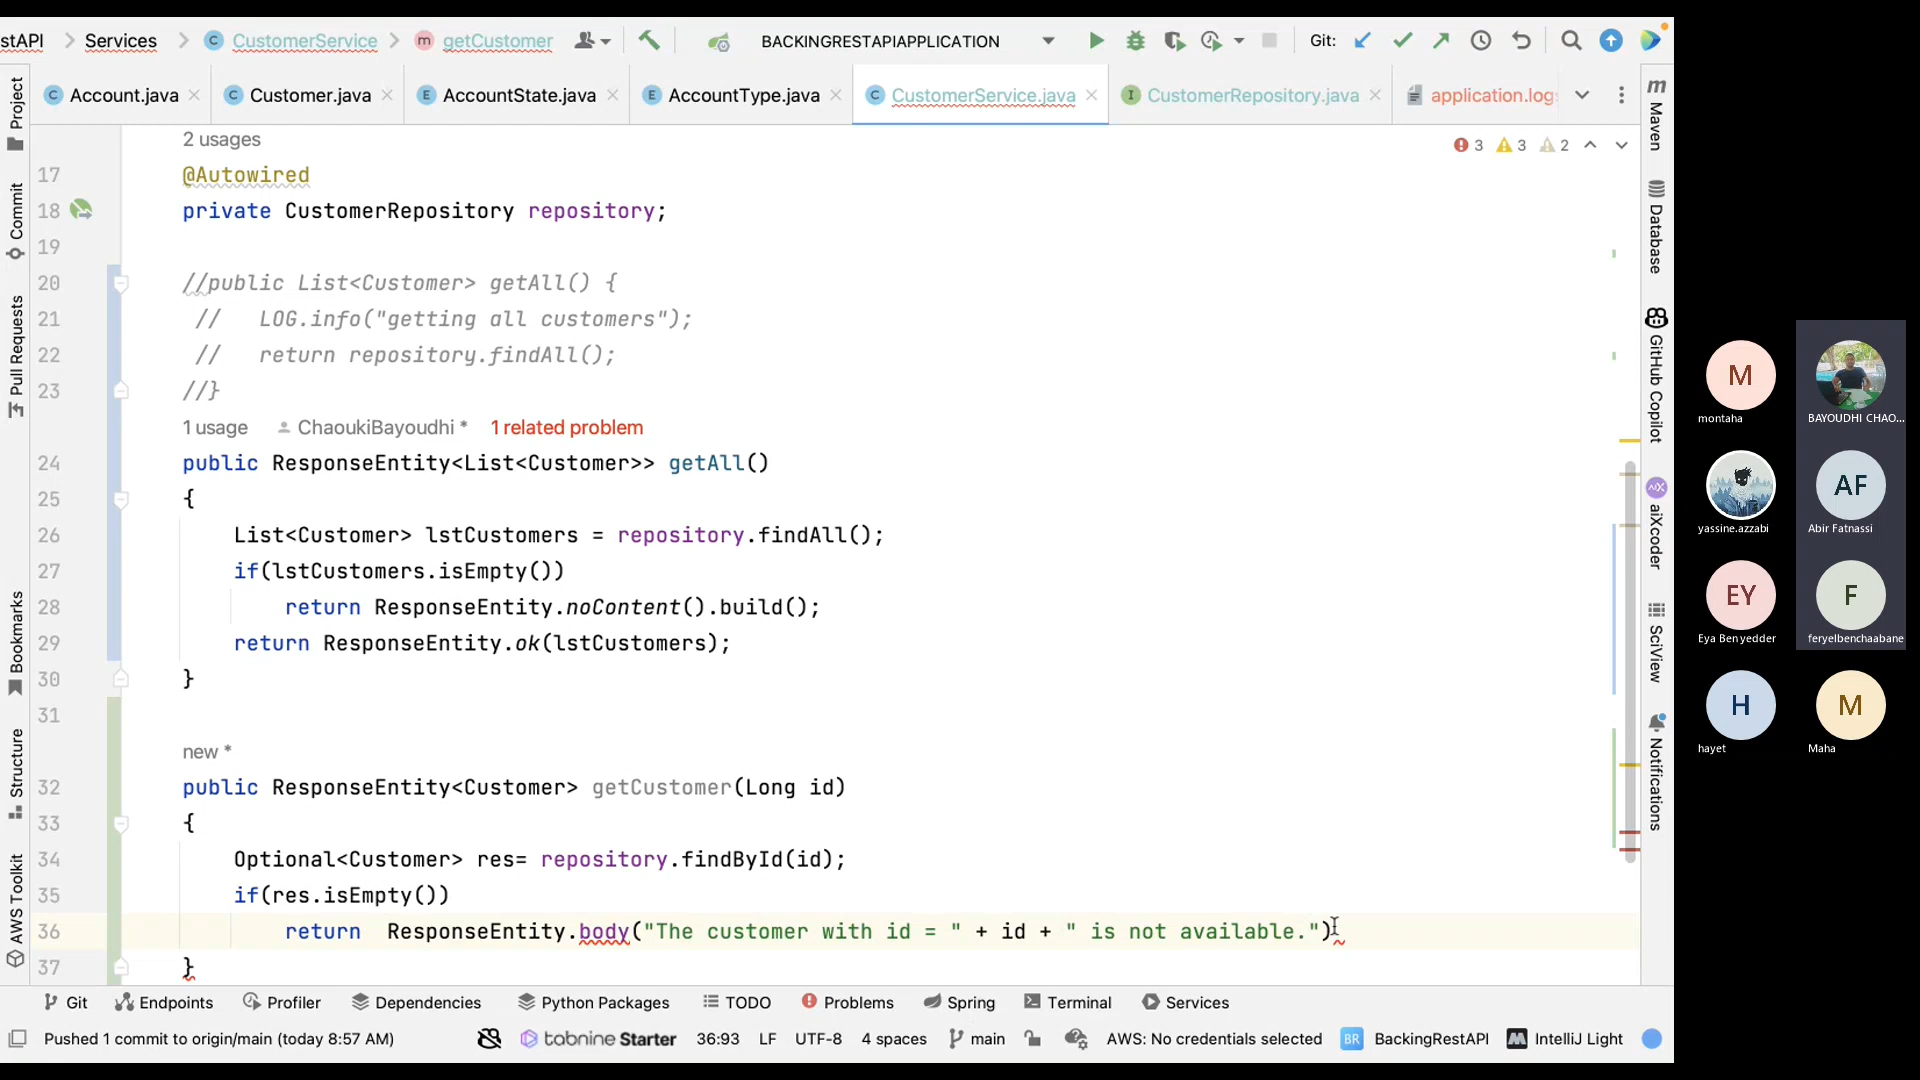 stAPI > Services > C CustomerService > m getCustomer BACKINGRESTAPIAPPLICATION Git:
Account.java Customer.java AccountState.java AccountType.java CustomerService.java CustomerRepository.java application.log
2 usages
3 3 2
17 @Autowired
18 private CustomerRepository repository;
19
20 //public List<Customer> getAll() {
21 //   LOG.info("getting all customers");
22 //   return repository.findAll();
23 //}
1 usage ChaoukiBayoudhi * 1 related problem
24 public ResponseEntity<List<Customer>> getAll()
25 {
26 List<Customer> lstCustomers = repository.findAll();
27 if(lstCustomers.isEmpty())
28 return ResponseEntity.noContent().build();
29 return ResponseEntity.ok(lstCustomers);
30 }
31
new *
32 public ResponseEntity<Customer> getCustomer(Long id)
33 {
34 Optional<Customer> res= repository.findById(id);
35 if(res.isEmpty())
36 return  ResponseEntity.body("The customer with id = " + id + " is not available.")
37 }
Project
Commit
Pull Requests
Bookmarks
Structure
AWS Toolkit
m Maven
Database
GitHub Copilot
aiXcoder
SciView
Notifications
Git Endpoints Profiler Dependencies Python Packages TODO Problems Spring Terminal Services
Pushed 1 commit to origin/main (today 8:57 AM) tabnine Starter 36:93 LF UTF-8 4 spaces main AWS: No credentials selected BR BackingRestAPI IntelliJ Light
M
montaha
BAYOUDHI CHAO...
yassine.azzabi
AF
Abir Fatnassi
EY
Eya Ben yedder
F
feryelbenchaabane
H
hayet
M
Maha